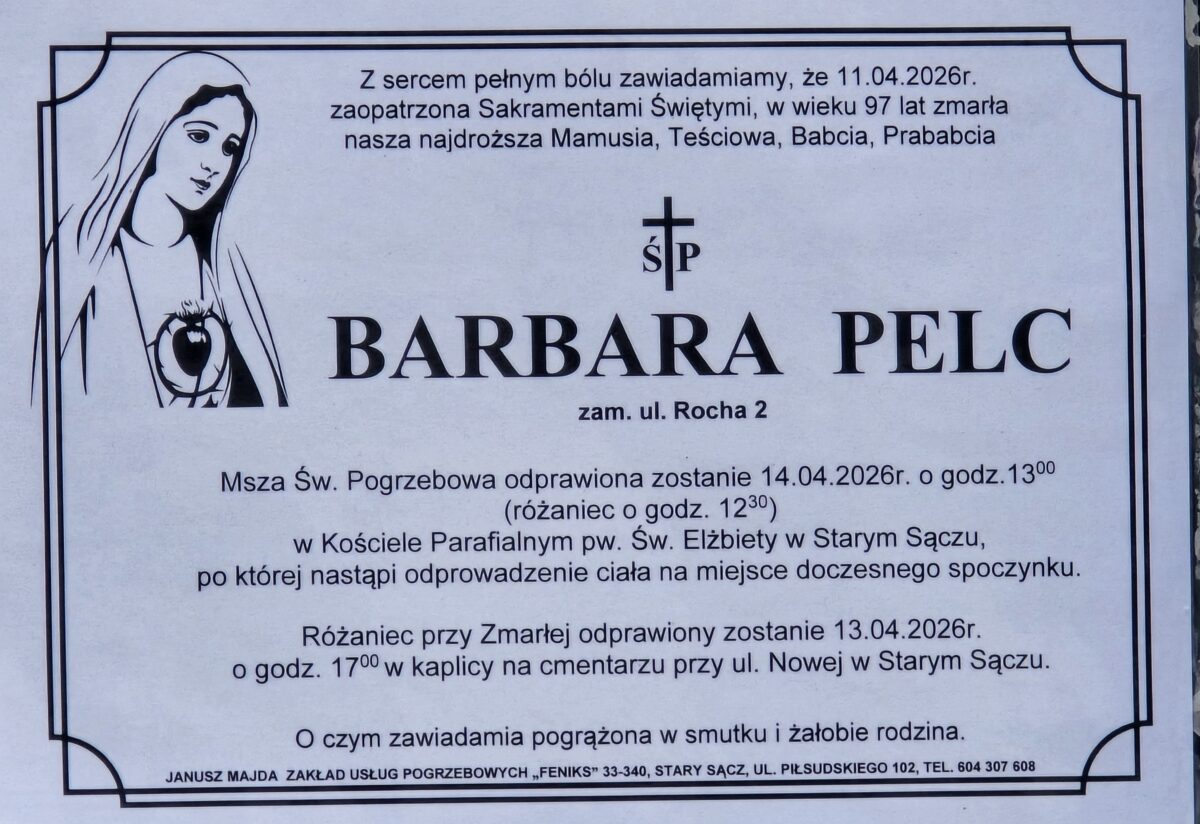 Z sercem pełnym bólu zawiadamiamy, że 11.04.2026r.
zaopatrzona Sakramentami Świętymi, w wieku 97 lat zmarła
nasza najdroższa Mamusia, Teściowa, Babcia, Prababcia
Ś P
BARBARA PELC
zam. ul. Rocha 2
Msza Św. Pogrzebowa odprawiona zostanie 14.04.2026r. o godz.13⁰⁰
(różaniec o godz. 12³⁰)
w Kościele Parafialnym pw. Św. Elżbiety w Starym Sączu,
po której nastąpi odprowadzenie ciała na miejsce doczesnego spoczynku.
Różaniec przy Zmarłej odprawiony zostanie 13.04.2026r.
o godz. 17⁰⁰ w kaplicy na cmentarzu przy ul. Nowej w Starym Sączu.
O czym zawiadamia pogrążona w smutku i żałobie rodzina.
JANUSZ MAJDA ZAKŁAD USŁUG POGRZEBOWYCH „FENIKS” 33-340, STARY SĄCZ, UL. PIŁSUDSKIEGO 102, TEL. 604 307 608